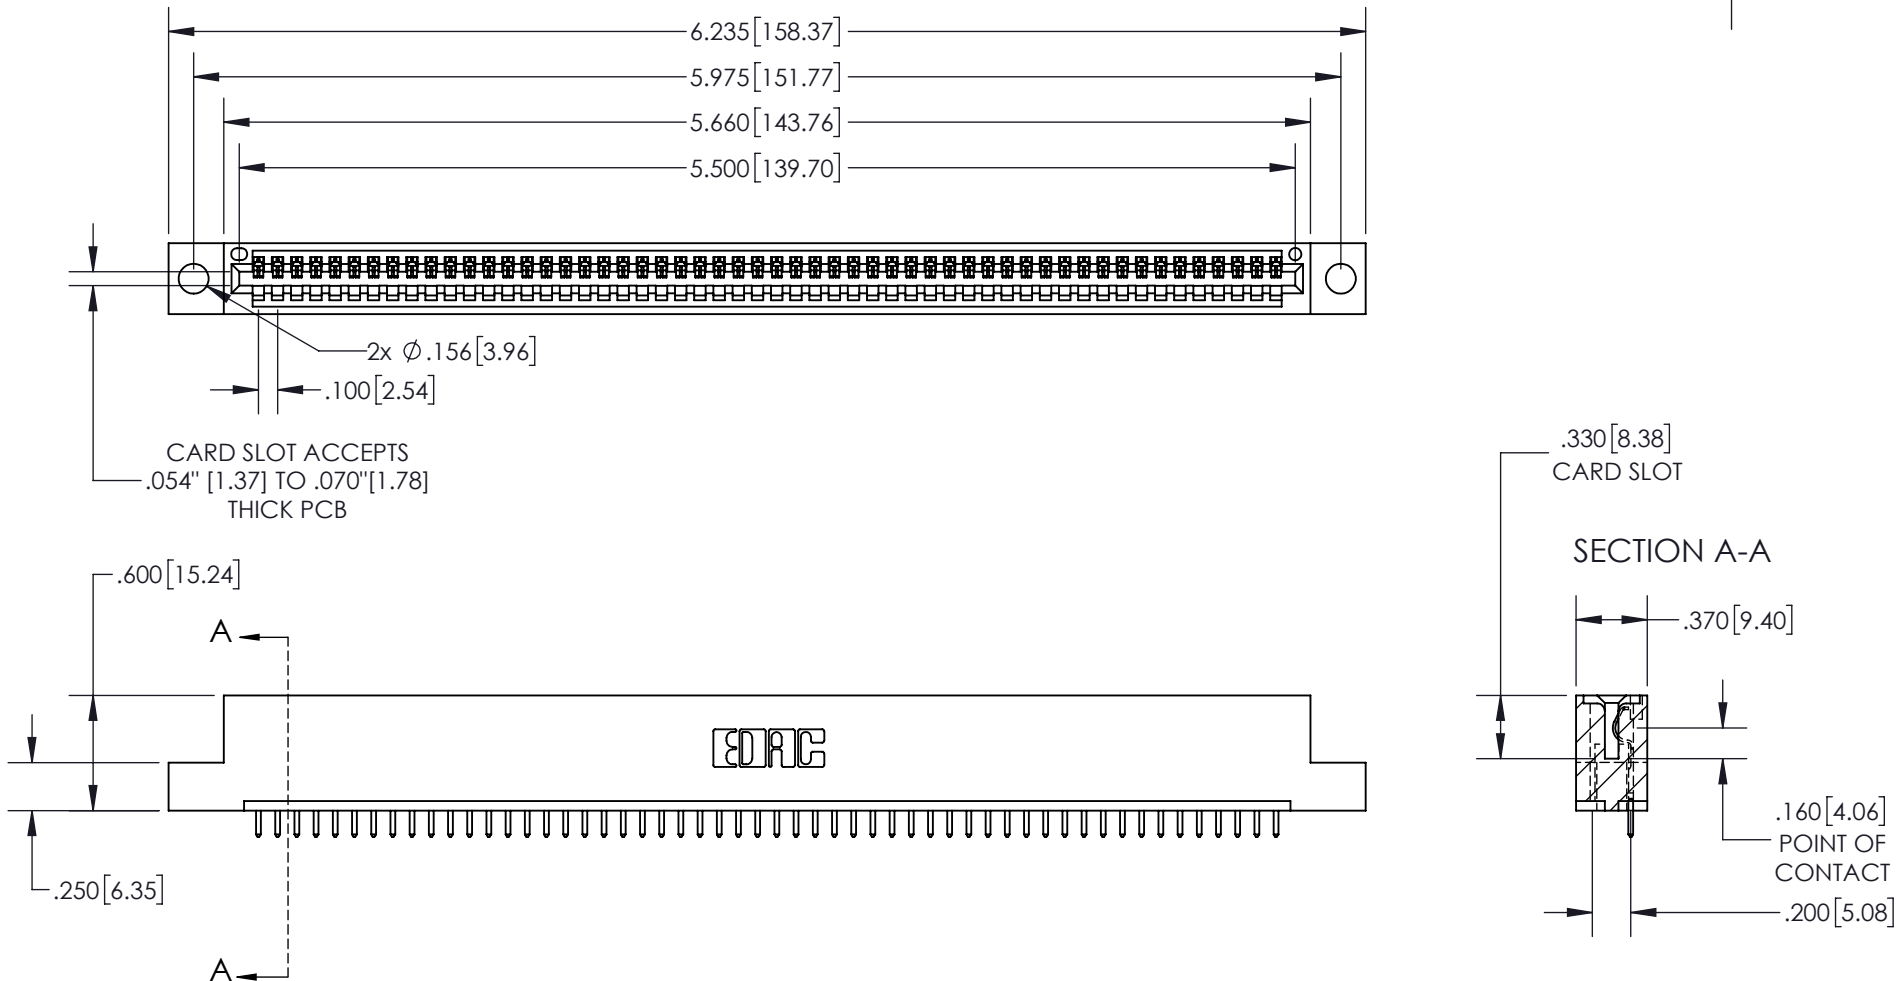 6.235[158.37]
5.975[151.77]
5.660[143.76]
5.500[139.70]
2x Ø.156[3.96]
.100[2.54]
CARD SLOT ACCEPTS
.054" [1.37] TO .070"[1.78]
THICK PCB
.330[8.38]
CARD SLOT
SECTION A-A
.600[15.24]
.370[9.40]
A
EDAC
.160[4.06]
POINT OF
CONTACT
.250[6.35]
.200[5.08]
A